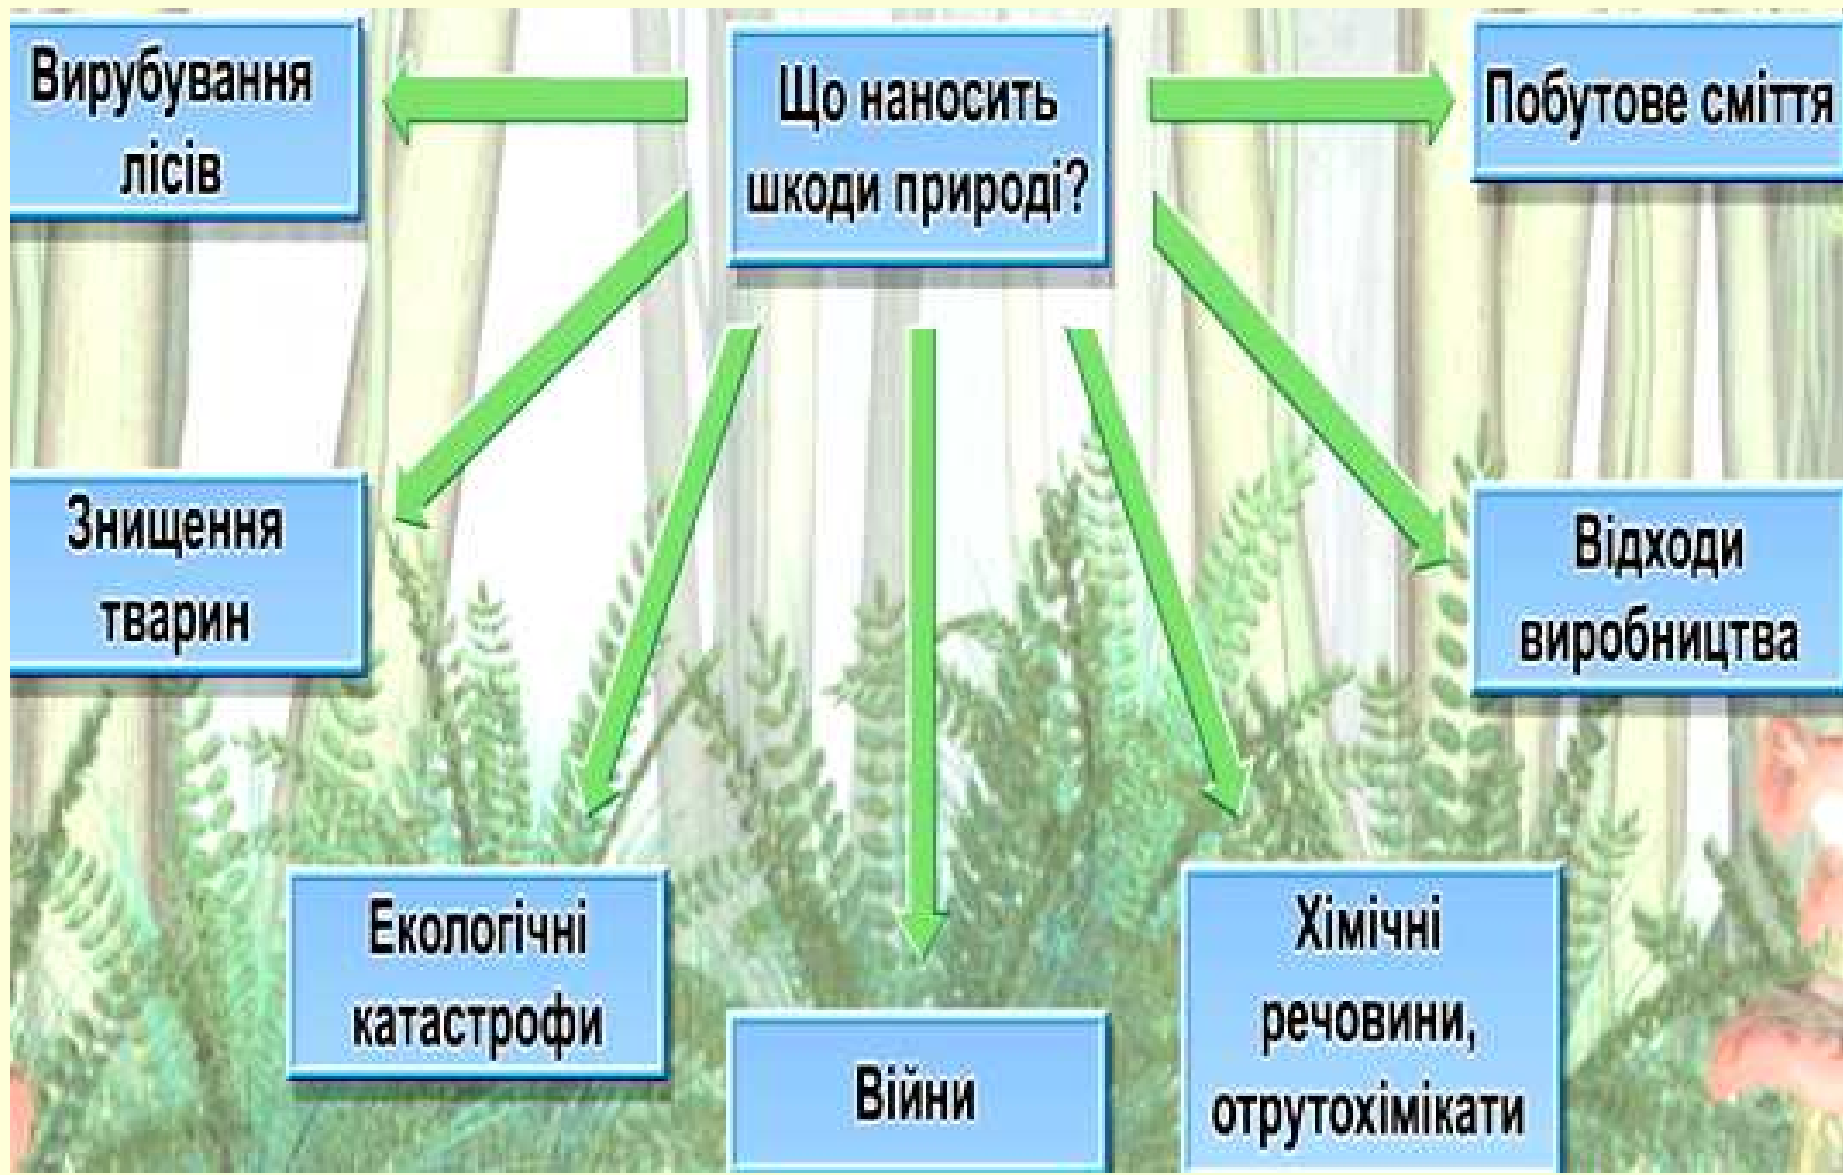 Що наносить
шкоди природі?
Вирубування
лісів
Побутове сміття
Знищення
тварин
Відходи
виробництва
Екологічні
катастрофи
Війни
Хімічні
речовини,
отрутохімікати